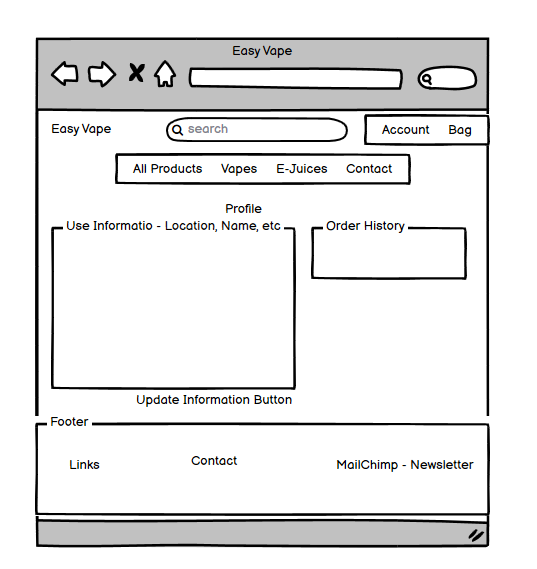 Easy Vape
Easy Vape
search
Account Bag
All Products Vapes E-Juices Contact
Profile
Use Informatio - Location, Name, etc
Order History
Update Information Button
Footer
Links
Contact
MailChimp - Newsletter